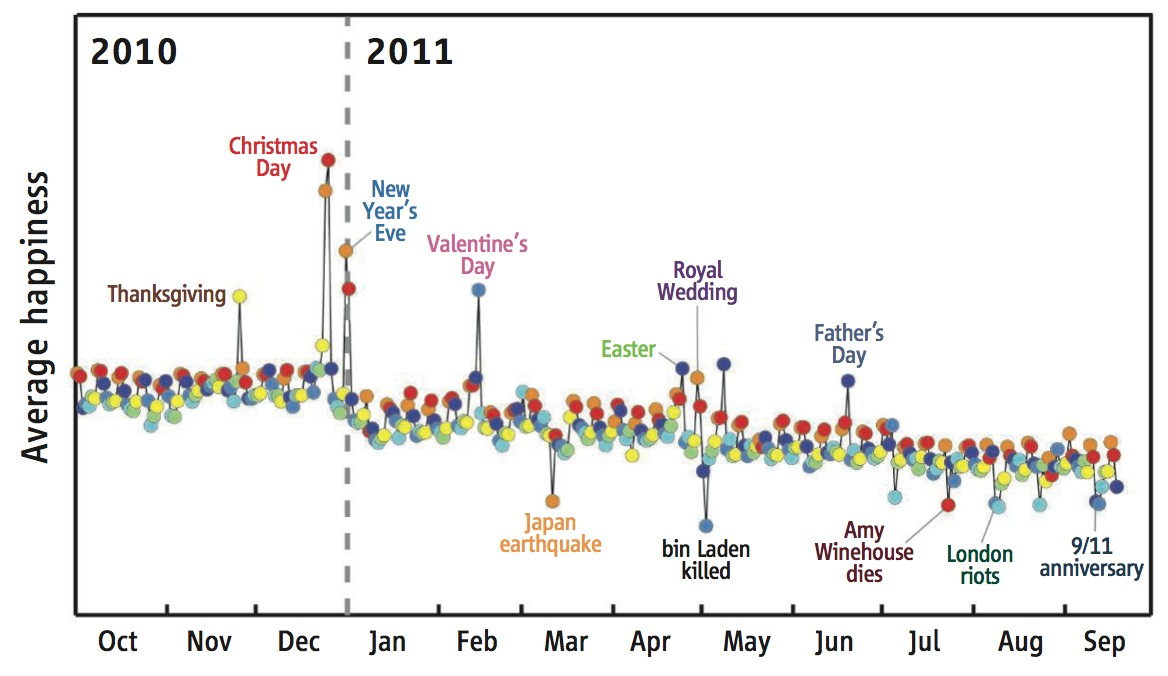 2010
2011
Christmas
Day
New
Year's
Eve
Valentine's
Day
Thanksgiving
Royal
Wedding
Easter
Father's
Day
Average happiness
Japan
earthquake
bin Laden
killed
Amy
Winehouse
dies
London
riots
9/11
anniversary
Oct
Nov
Dec
Jan
Feb
Mar
Apr
May
Jun
Jul
Aug
Sep